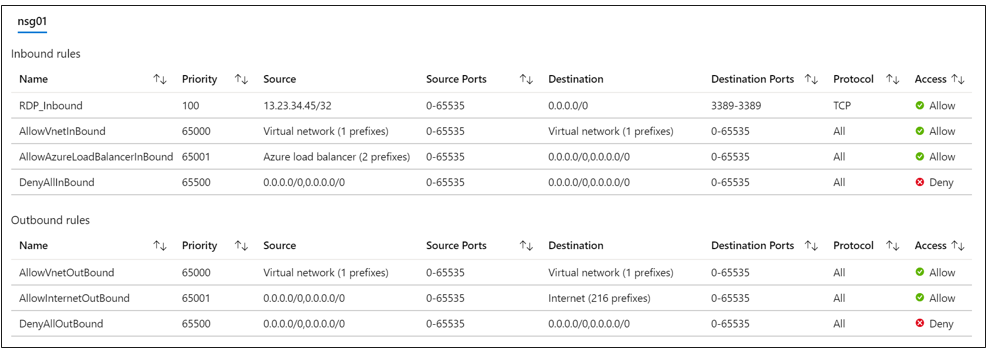 nsg01
Inbound rules
Name Priority Source Source Ports Destination Destination Ports Protocol Access
RDP_Inbound 100 13.23.34.45/32 0-65535 0.0.0.0/0 3389-3389 TCP Allow
AllowVnetInBound 65000 Virtual network (1 prefixes) 0-65535 Virtual network (1 prefixes) 0-65535 All Allow
AllowAzureLoadBalancerInBound 65001 Azure load balancer (2 prefixes) 0-65535 0.0.0.0/0,0.0.0.0/0 0-65535 All Allow
DenyAllInBound 65500 0.0.0.0/0,0.0.0.0/0 0-65535 0.0.0.0/0,0.0.0.0/0 0-65535 All Deny
Outbound rules
Name Priority Source Source Ports Destination Destination Ports Protocol Access
AllowVnetOutBound 65000 Virtual network (1 prefixes) 0-65535 Virtual network (1 prefixes) 0-65535 All Allow
AllowInternetOutBound 65001 0.0.0.0/0,0.0.0.0/0 0-65535 Internet (216 prefixes) 0-65535 All Allow
DenyAllOutBound 65500 0.0.0.0/0,0.0.0.0/0 0-65535 0.0.0.0/0,0.0.0.0/0 0-65535 All Deny